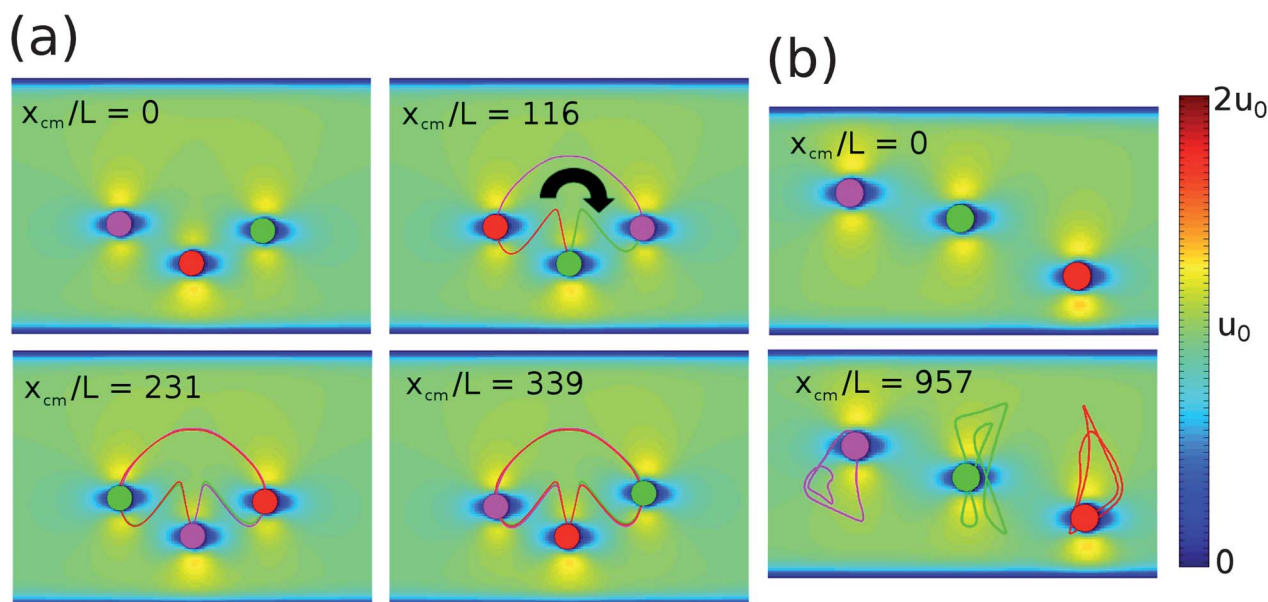 (a)
x_cm/L = 0
x_cm/L = 116
x_cm/L = 231
x_cm/L = 339
(b)
x_cm/L = 0
x_cm/L = 957
2u₀
u₀
0